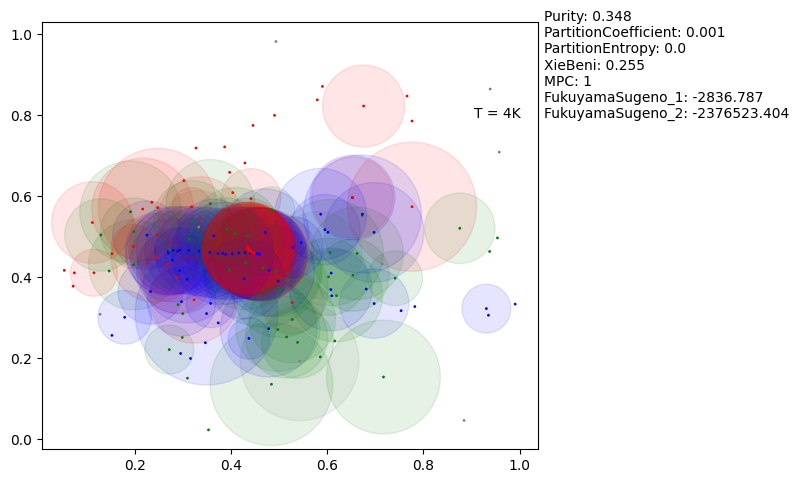 Purity: 0.348
PartitionCoefficient: 0.001
PartitionEntropy: 0.0
XieBeni: 0.255
MPC: 1
FukuyamaSugeno_1: -2836.787
FukuyamaSugeno_2: -2376523.404
T = 4K
1.0
0.8
0.6
0.4
0.2
0.0
0.2 0.4 0.6 0.8 1.0